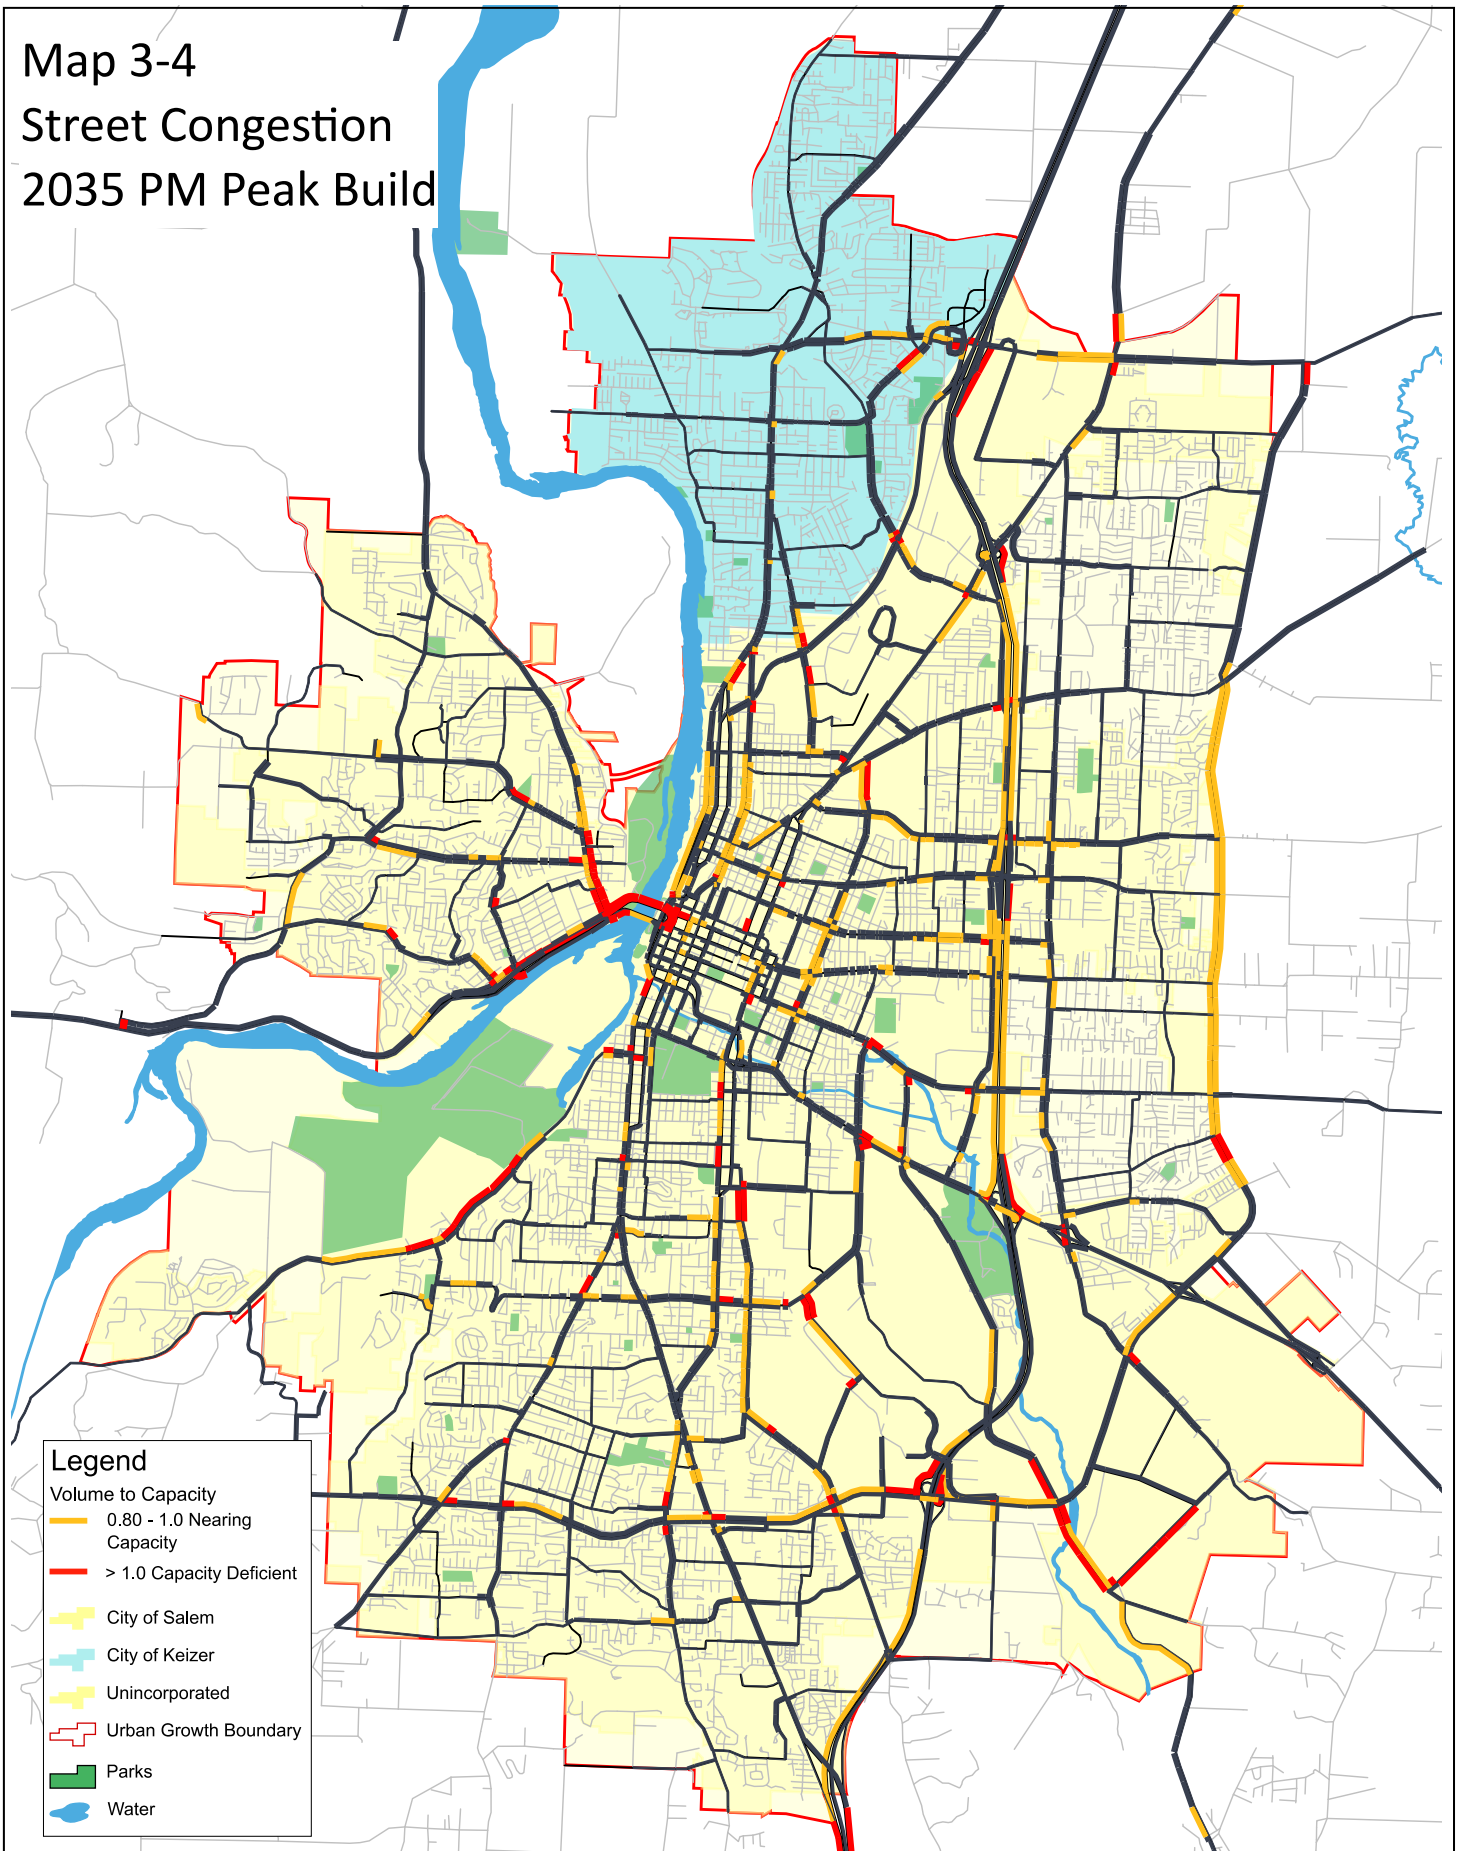 Map 3-4
Street Congestion
2035 PM Peak Build
Legend
Volume to Capacity
0.80 - 1.0 Nearing
Capacity
> 1.0 Capacity Deficient
City of Salem
City of Keizer
Unincorporated
Urban Growth Boundary
Parks
Water